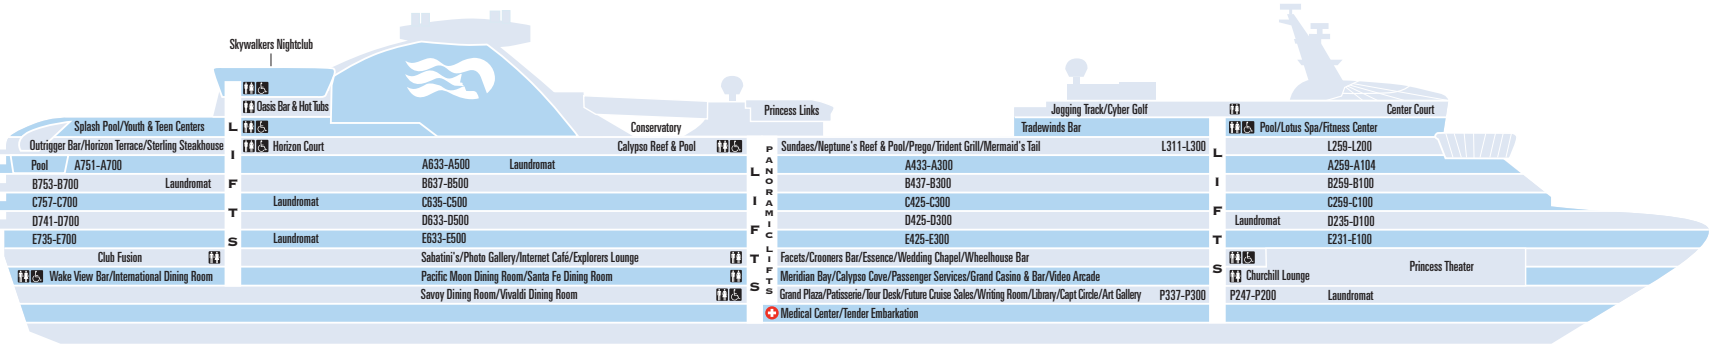 Skywalkers Nightclub
Oasis Bar & Hot Tubs
Princess Links
Jogging Track/Cyber Golf
Center Court
Splash Pool/Youth & Teen Centers
Conservatory
Tradewinds Bar
Pool/Lotus Spa/Fitness Center
Outrigger Bar/Horizon Terrace/Sterling Steakhouse
Horizon Court
Calypso Reef & Pool
Sundaes/Neptune's Reef & Pool/Prego/Trident Grill/Mermaid's Tail
L311-L300
L259-L200
Pool
A751-A700
A633-A500
Laundromat
A433-A300
A259-A104
B753-B700
Laundromat
B637-B500
B437-B300
B259-B100
C757-C700
Laundromat
C635-C500
C425-C300
C259-C100
D741-D700
D633-D500
D425-D300
Laundromat
D235-D100
E735-E700
Laundromat
E633-E500
E425-E300
E231-E100
Club Fusion
Sabatini's/Photo Gallery/Internet Café/Explorers Lounge
Facets/Crooners Bar/Essence/Wedding Chapel/Wheelhouse Bar
Princess Theater
Wake View Bar/International Dining Room
Pacific Moon Dining Room/Santa Fe Dining Room
Meridian Bay/Calypso Cove/Passenger Services/Grand Casino & Bar/Video Arcade
Churchill Lounge
Savoy Dining Room/Vivaldi Dining Room
Grand Plaza/Patisserie/Tour Desk/Future Cruise Sales/Writing Room/Library/Capt Circle/Art Gallery
P337-P300
P247-P200
Laundromat
Medical Center/Tender Embarkation
LIFTS
LIFTS
PANORAMIC LIFTS
LIFTS